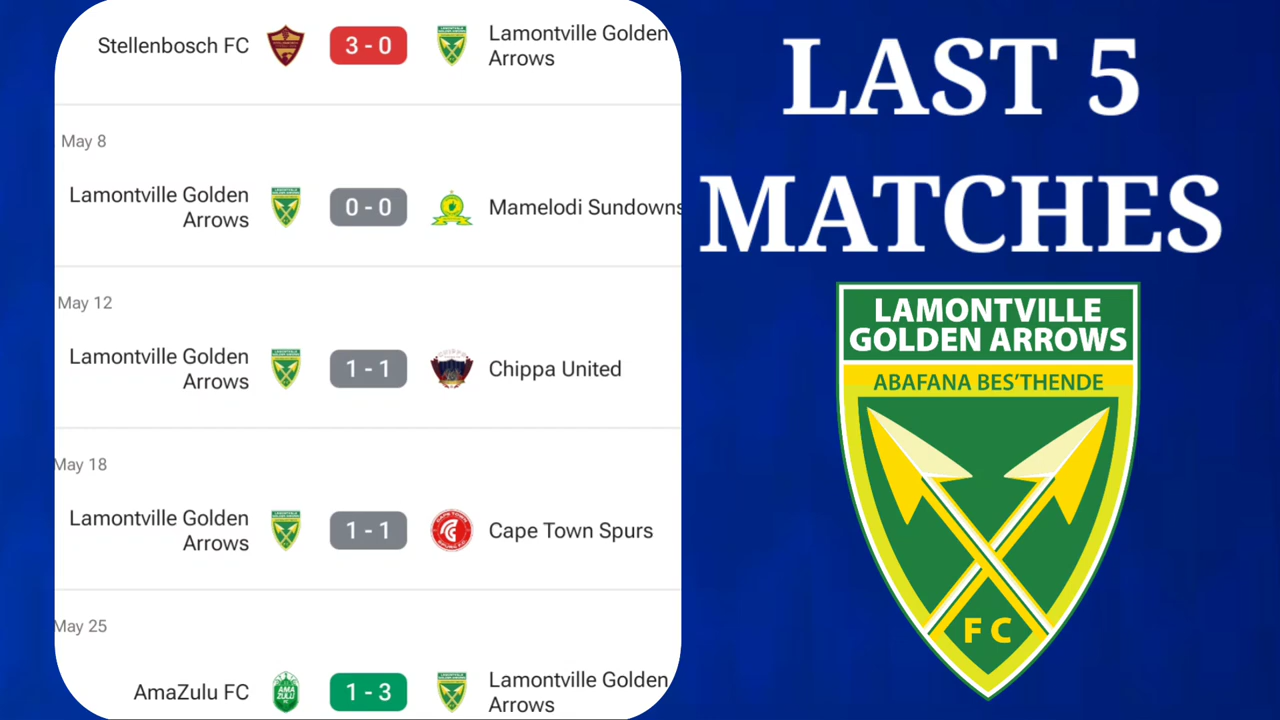 Stellenbosch FC 3 - 0 Lamontville Golden
Arrows
May 8
Lamontville Golden
Arrows 0 - 0 Mamelodi Sundowns
May 12
Lamontville Golden
Arrows 1 - 1 Chippa United
May 18
Lamontville Golden
Arrows 1 - 1 Cape Town Spurs
May 25
AmaZulu FC 1 - 3 Lamontville Golden
Arrows
LAST 5
MATCHES
LAMONTVILLE
GOLDEN ARROWS
ABAFANA BES'THENDE
FC